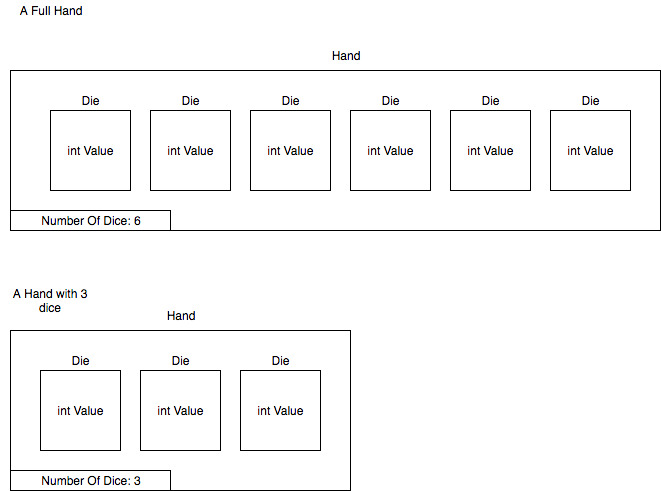 A Full Hand
Hand
Die Die Die Die Die Die
int Value int Value int Value int Value int Value int Value
Number Of Dice: 6
A Hand with 3
dice
Hand
Die Die Die
int Value int Value int Value
Number Of Dice: 3